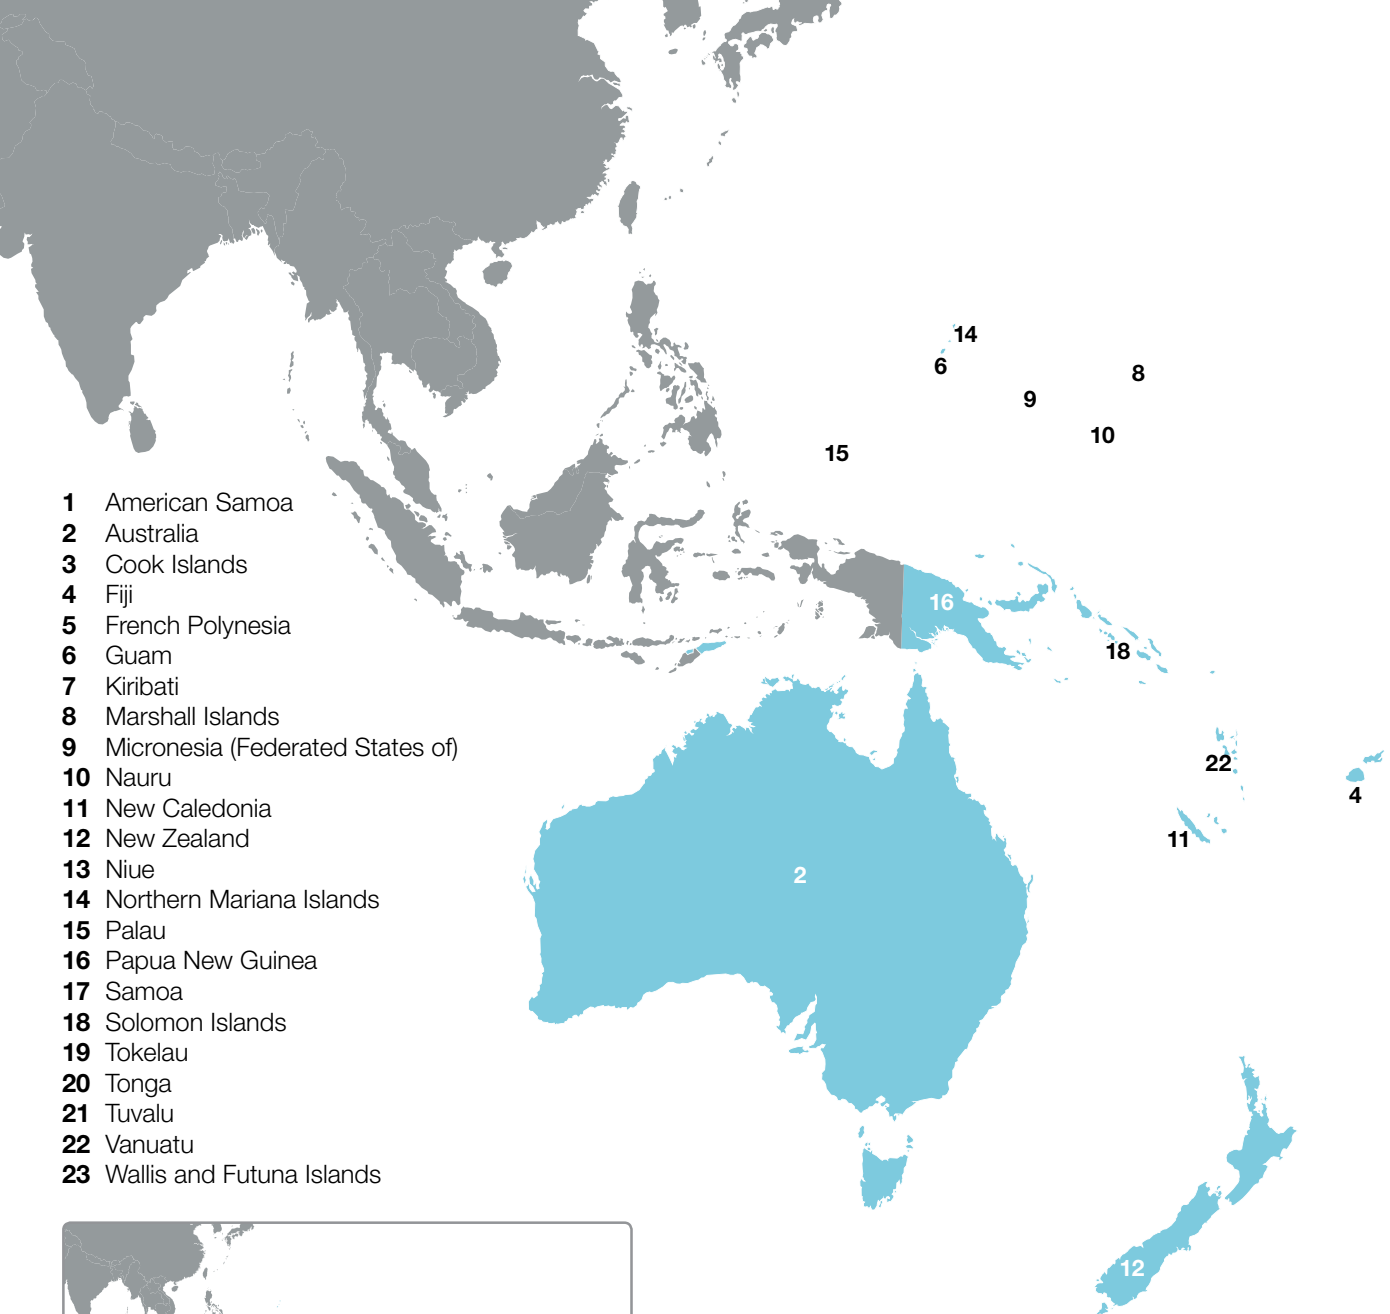 14
6
8
9
10
15
1 American Samoa
2 Australia
3 Cook Islands
4 Fiji
5 French Polynesia
6 Guam
7 Kiribati
8 Marshall Islands
9 Micronesia (Federated States of)
10 Nauru
11 New Caledonia
12 New Zealand
13 Niue
14 Northern Mariana Islands
15 Palau
16 Papua New Guinea
17 Samoa
18 Solomon Islands
19 Tokelau
20 Tonga
21 Tuvalu
22 Vanuatu
23 Wallis and Futuna Islands
16
18
22
4
11
2
12